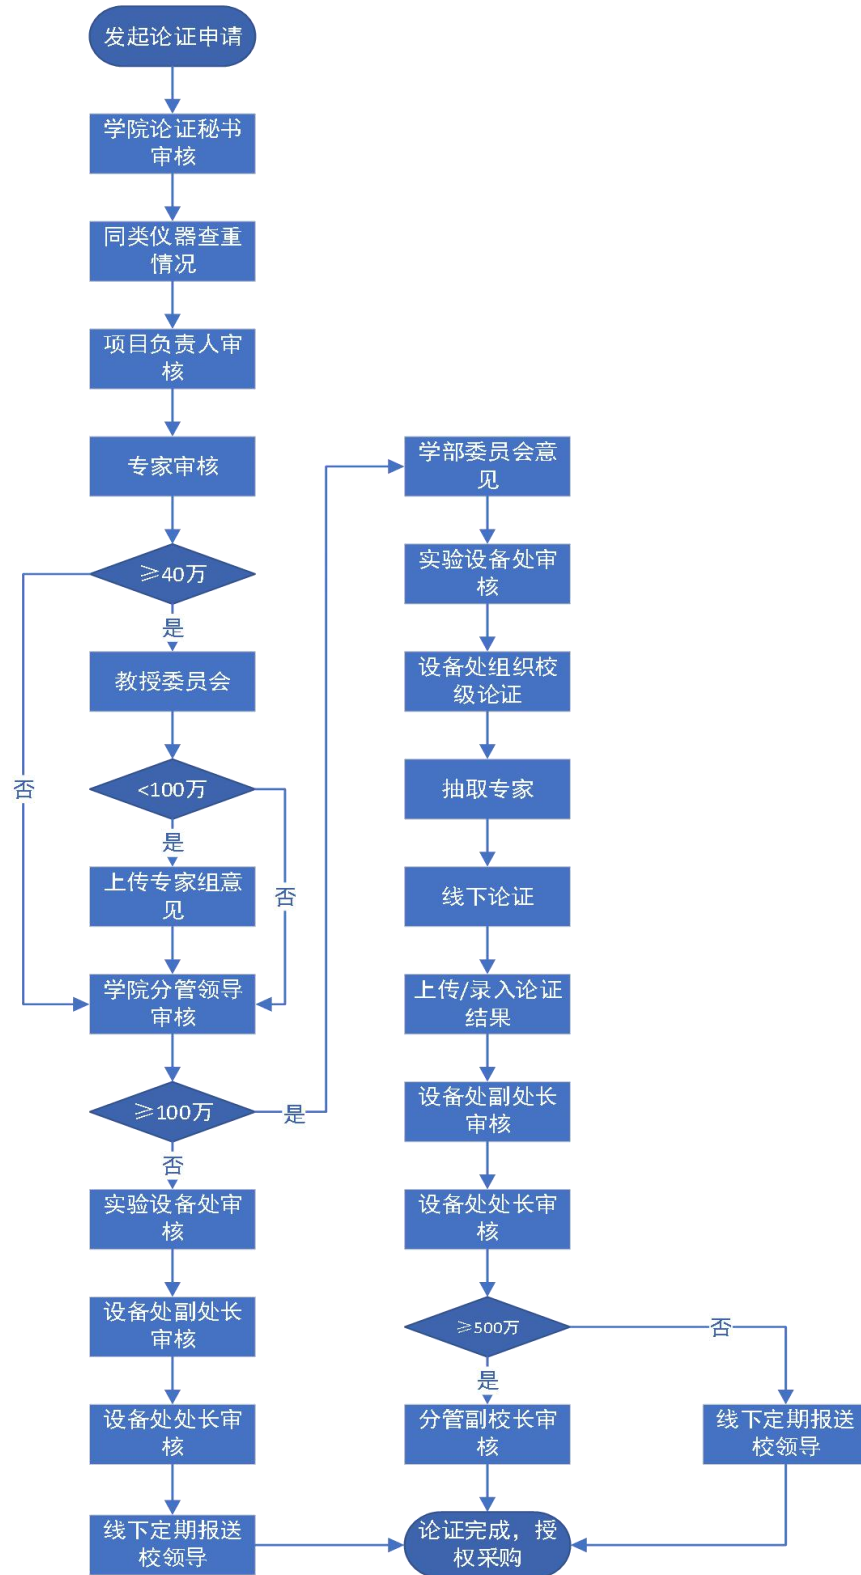 发起论证申请
学院论证秘书
审核
同类仪器查重
情况
项目负责人审
核
专家审核
≥40万
是
否
教授委员会
<100万
是
否
上传专家组意
见
学院分管领导
审核
≥100万
是
否
实验设备处审
核
设备处副处长
审核
设备处处长审
核
线下定期报送
校领导
学部委员会意
见
实验设备处审
核
设备处组织校
级论证
抽取专家
线下论证
上传/录入论证
结果
设备处副处长
审核
设备处处长审
核
≥500万
否
是
分管副校长审
核
线下定期报送
校领导
论证完成，授
权采购